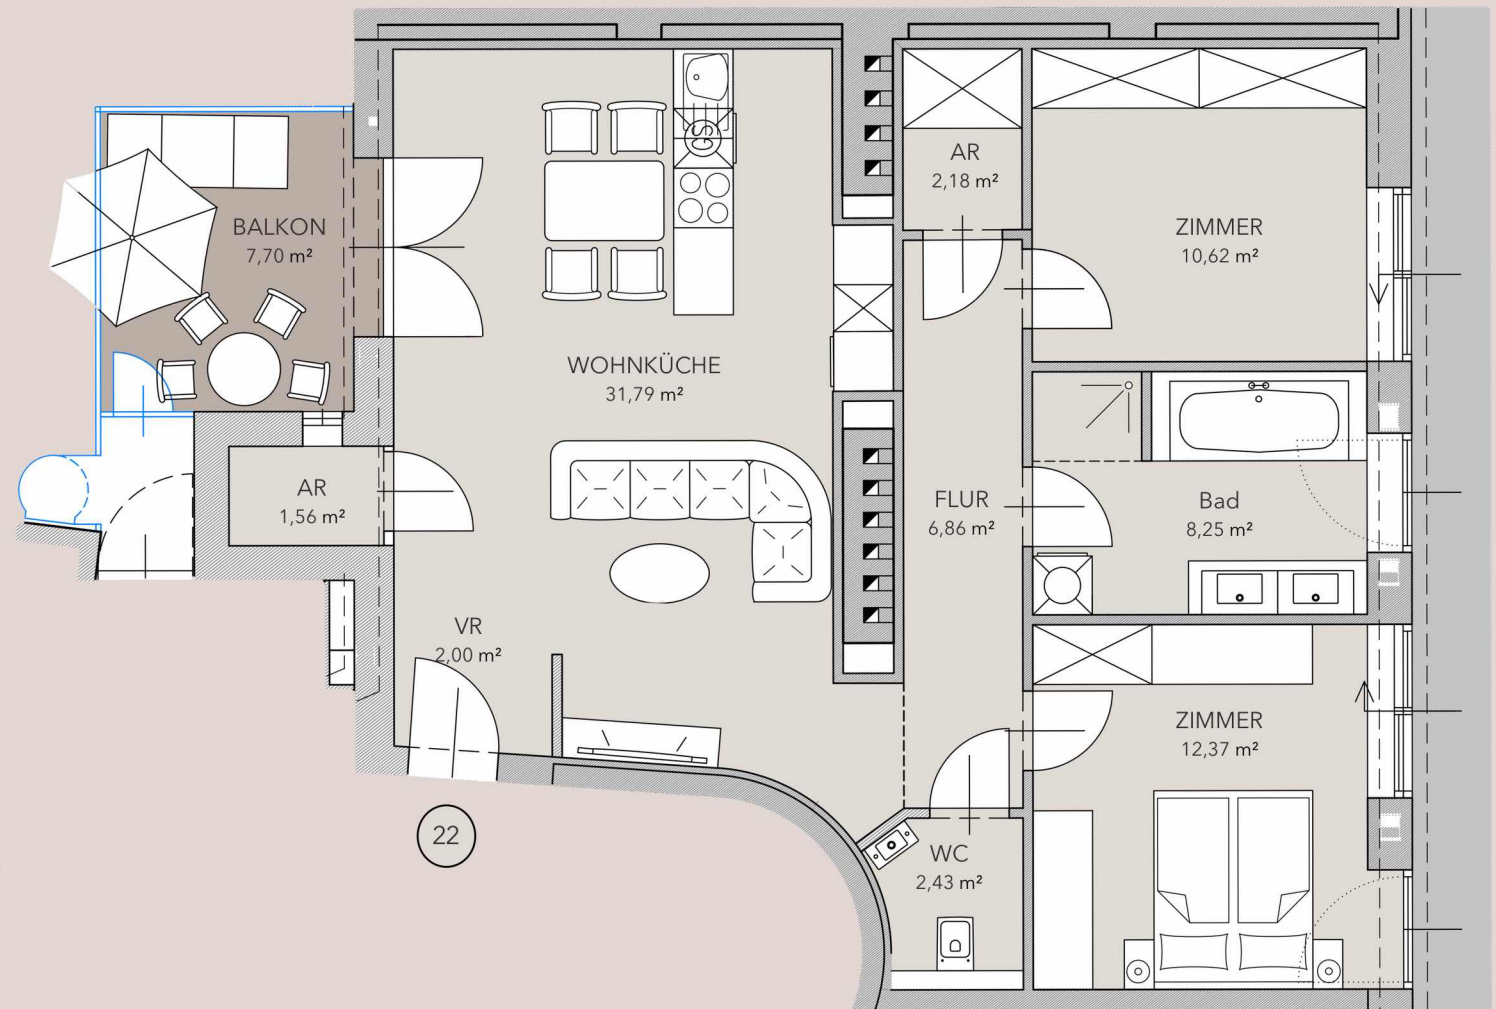 BALKON
7,70 m²
GS
AR
2,18 m²
ZIMMER
10,62 m²
WOHNKÜCHE
31,79 m²
AR
1,56 m²
FLUR
6,86 m²
Bad
8,25 m²
VR
2,00 m²
ZIMMER
12,37 m²
22
WC
2,43 m²